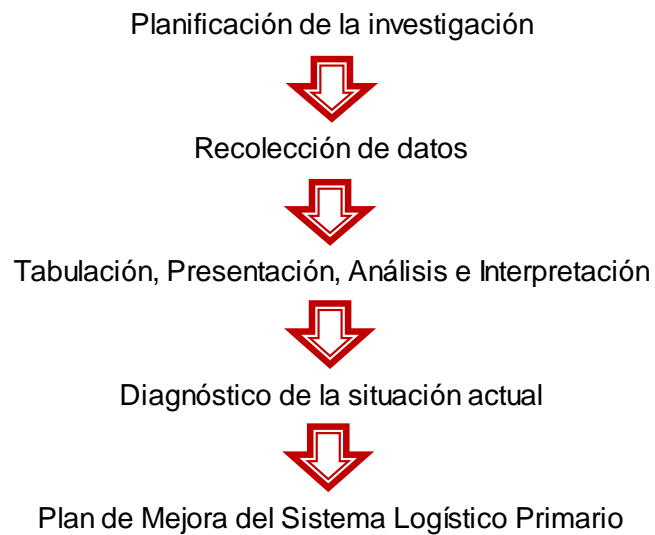 Planificación de la investigación
Recolección de datos
Tabulación, Presentación, Análisis e Interpretación
Diagnóstico de la situación actual
Plan de Mejora del Sistema Logístico Primario